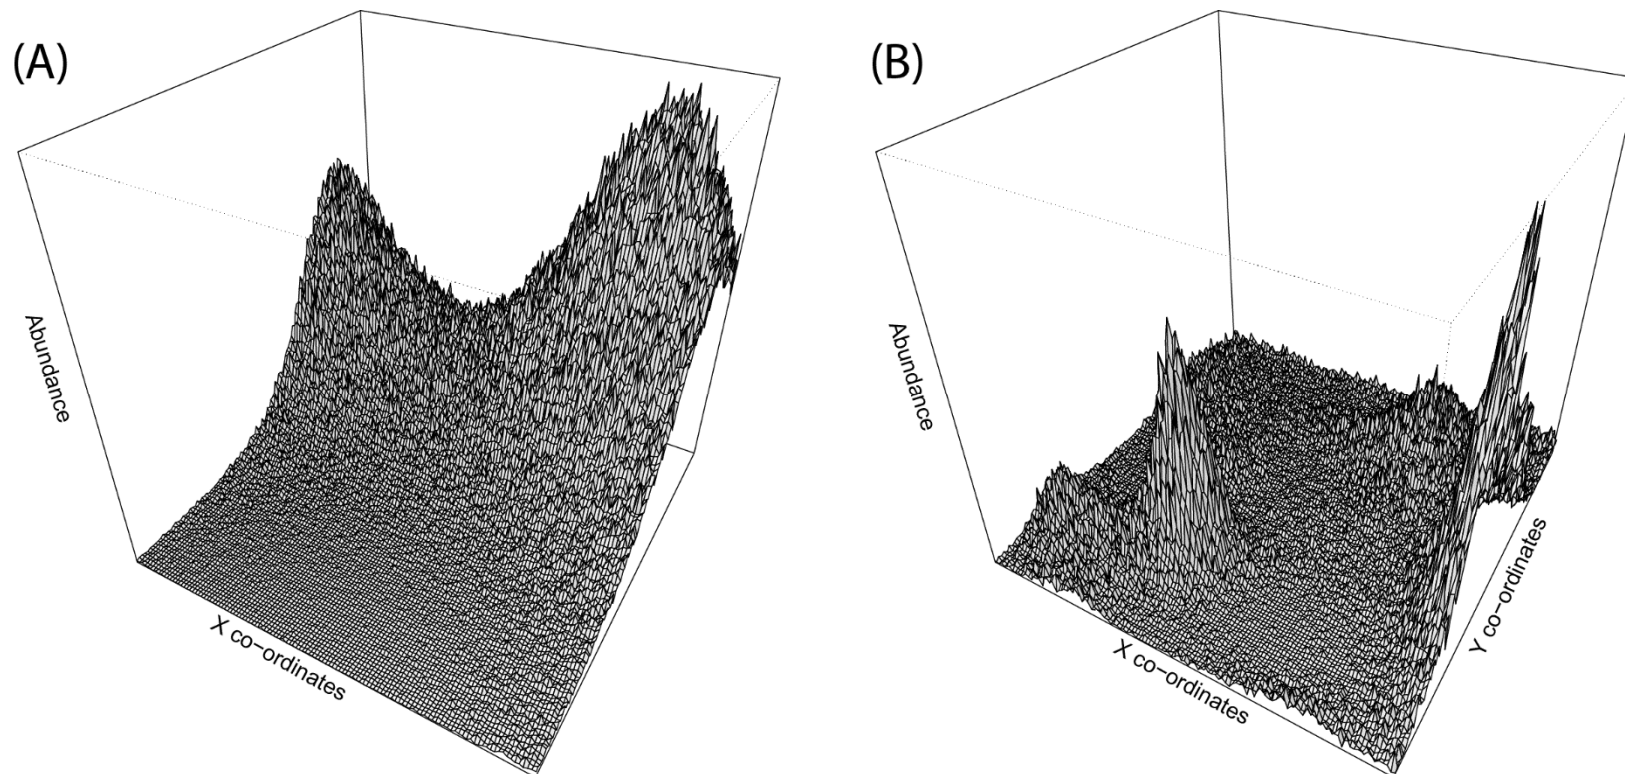 (A)
Abundance
X co−ordinates
(B)
Abundance
X co−ordinates
Y co−ordinates